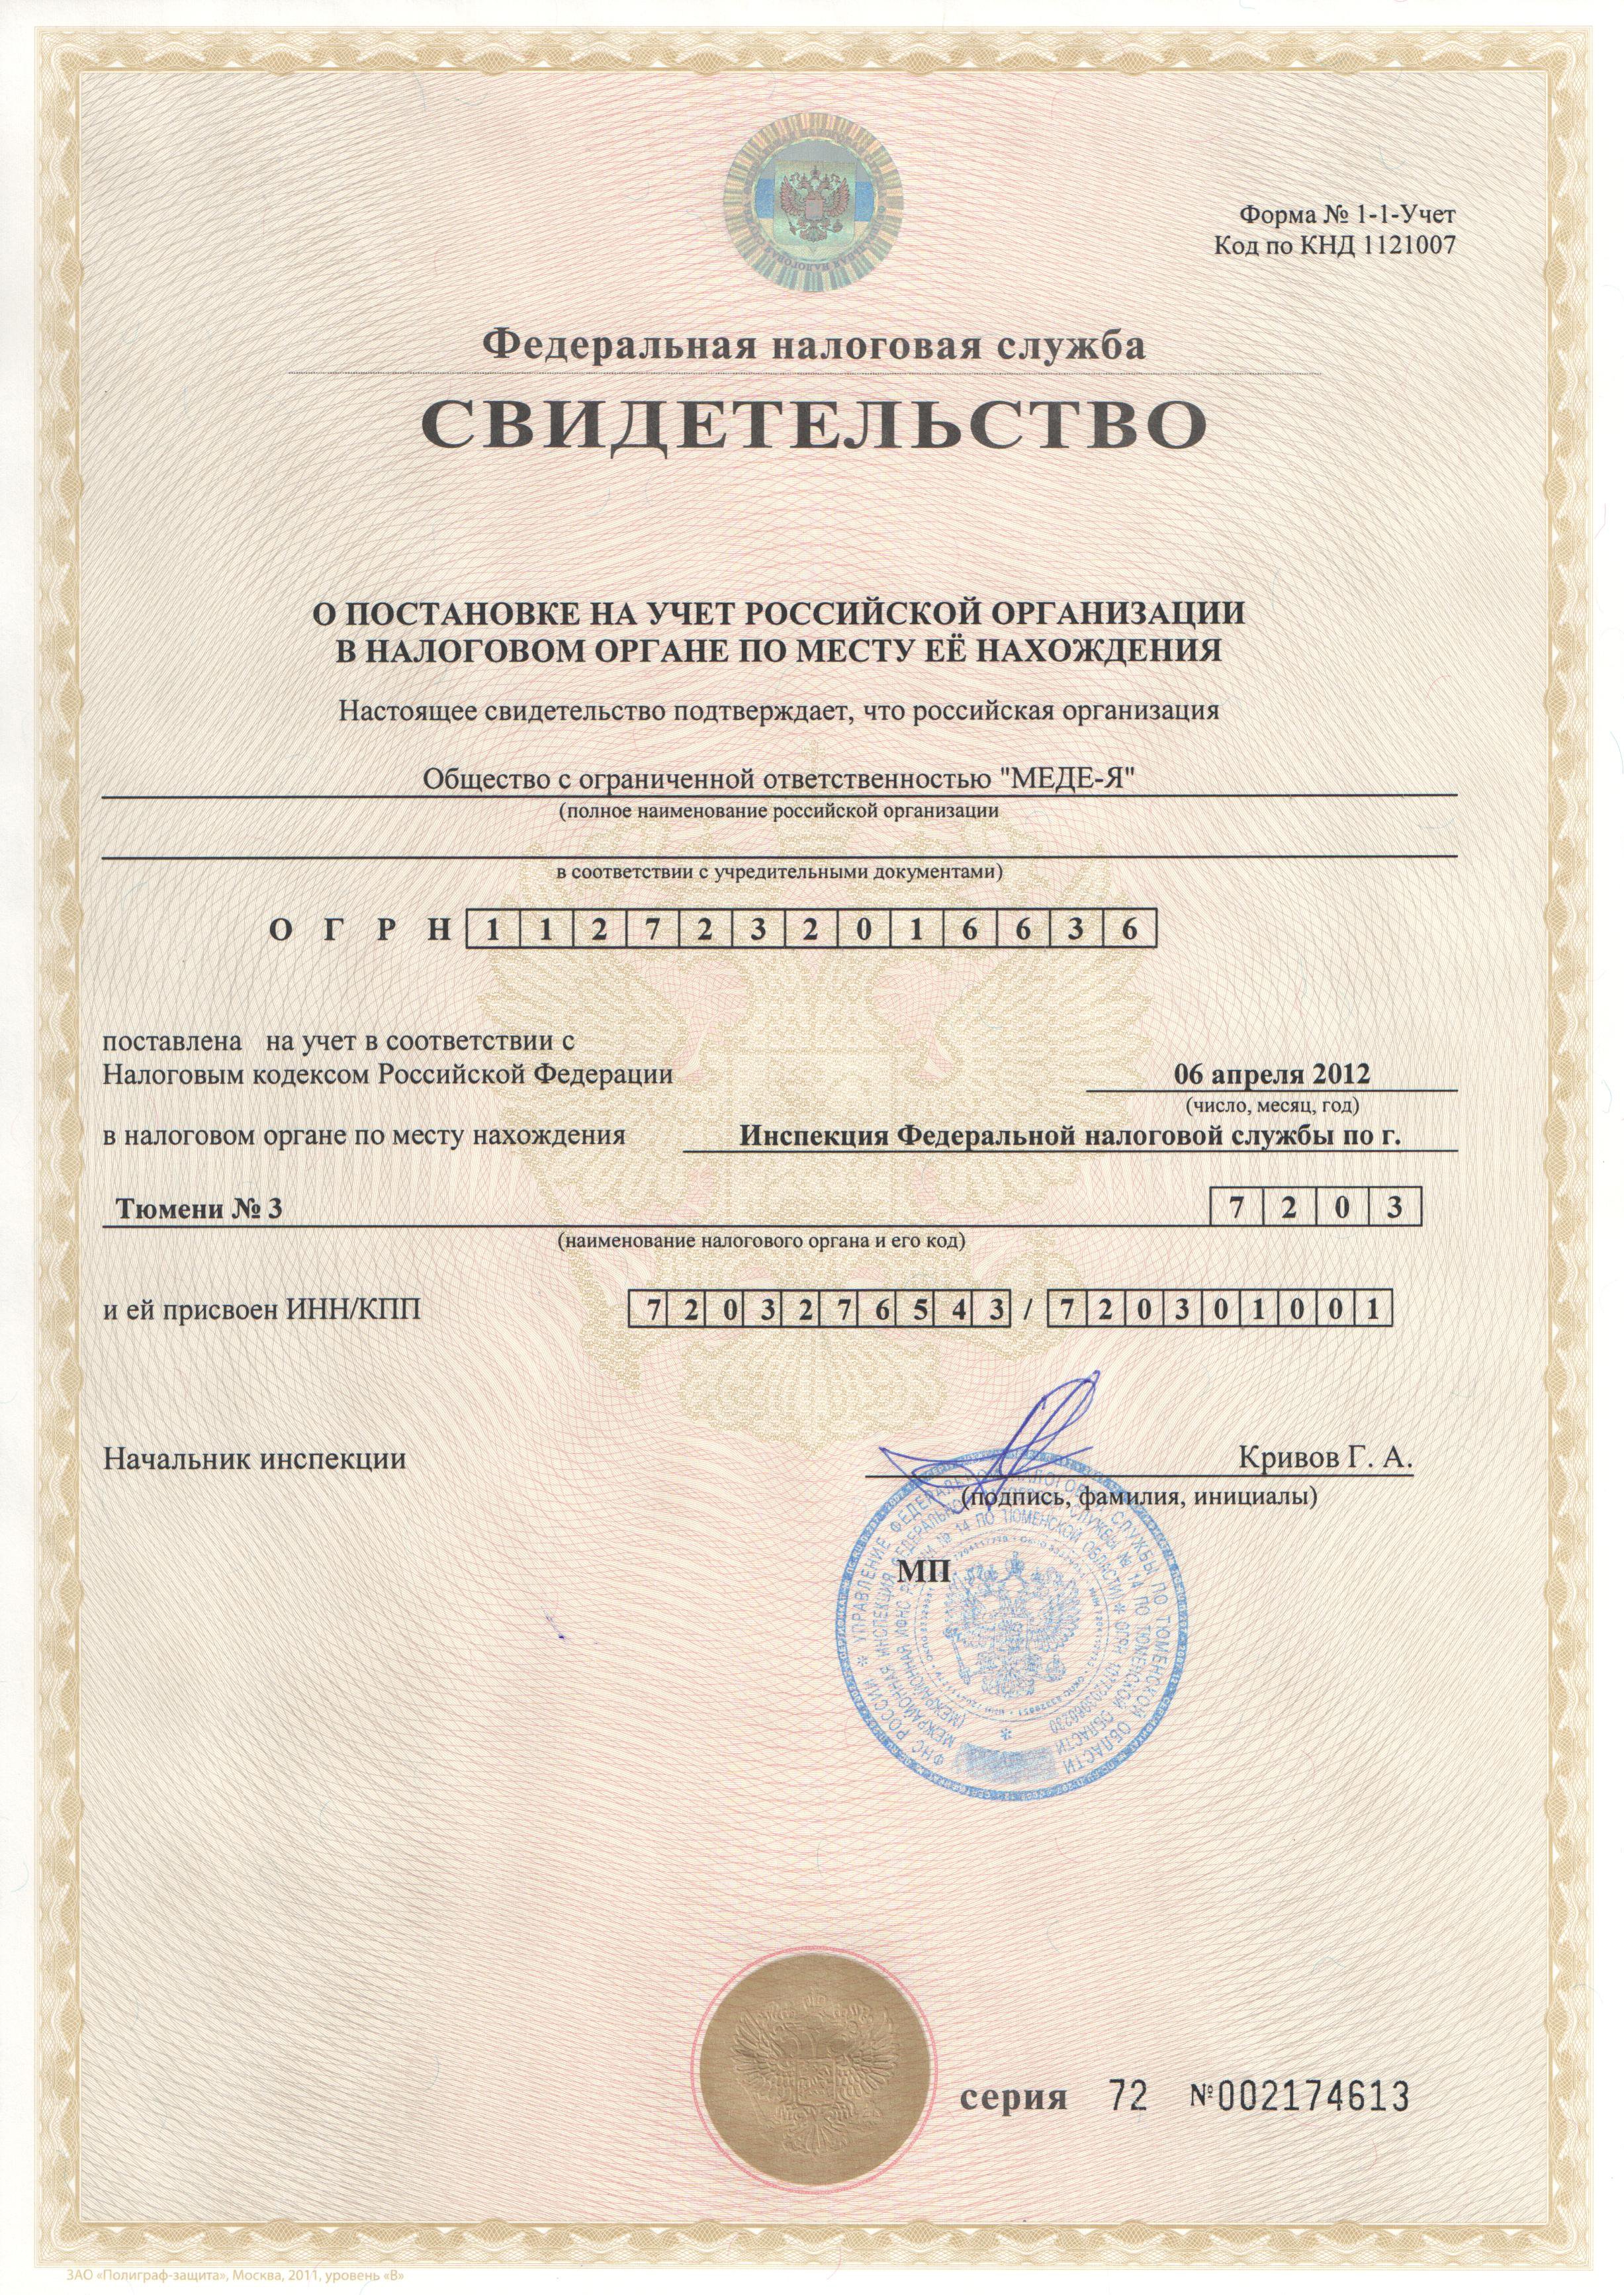 Форма № 1-1-Учет
Код по КНД 1121007
Федеральная налоговая служба
СВИДЕТЕЛЬСТВО
О ПОСТАНОВКЕ НА УЧЕТ РОССИЙСКОЙ ОРГАНИЗАЦИИ
В НАЛОГОВОМ ОРГАНЕ ПО МЕСТУ ЕЁ НАХОЖДЕНИЯ
Настоящее свидетельство подтверждает, что российская организация
Общество с ограниченной ответственностью "МЕДЕ-Я"
(полное наименование российской организации
в соответствии с учредительными документами)
О Г Р Н 1 1 2 7 2 3 2 0 1 6 6 3 6
поставлена на учет в соответствии с
Налоговым кодексом Российской Федерации 06 апреля 2012
(число, месяц, год)
в налоговом органе по месту нахождения Инспекция Федеральной налоговой службы по г.
Тюмени № 3 7 2 0 3
(наименование налогового органа и его код)
и ей присвоен ИНН/КПП 7 2 0 3 2 7 6 5 4 3 / 7 2 0 3 0 1 0 0 1
Начальник инспекции Кривов Г. А.
(подпись, фамилия, инициалы)
МП
ФНС РОССИИ * УПРАВЛЕНИЕ ФЕДЕРАЛЬНОЙ НАЛОГОВОЙ СЛУЖБЫ ПО ТЮМЕНСКОЙ ОБЛАСТИ
МЕЖРАЙОННАЯ ИНСПЕКЦИЯ ФЕДЕРАЛЬНОЙ НАЛОГОВОЙ СЛУЖБЫ № 14 ПО ТЮМЕНСКОЙ ОБЛАСТИ
серия 72 №002174613
ЗАО «Полиграф-защита», Москва, 2011, уровень «В»